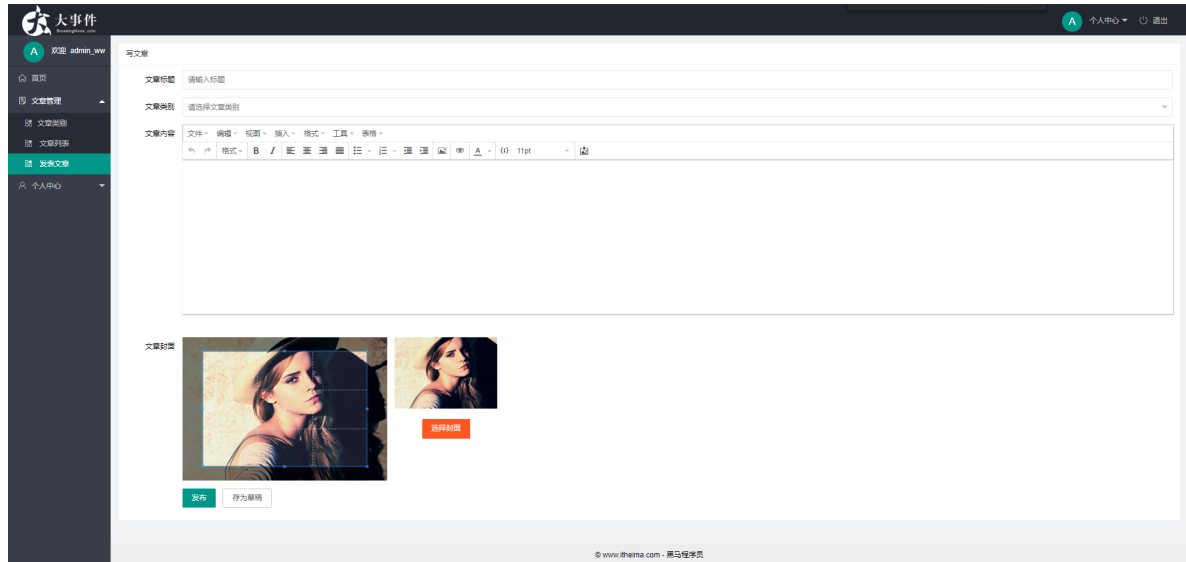 大事件
BreakingNews.com
A 个人中心 退出
A 欢迎 admin_ww
首页
文章管理
文章类别
文章列表
发表文章
个人中心
写文章
文章标题 请输入标题
文章类别 请选择文章类别
文章内容 文件 编辑 视图 插入 格式 工具 表格
格式 B I A {;} 11pt
文章封面
选择封面
发布 存为草稿
© www.itheima.com - 黑马程序员